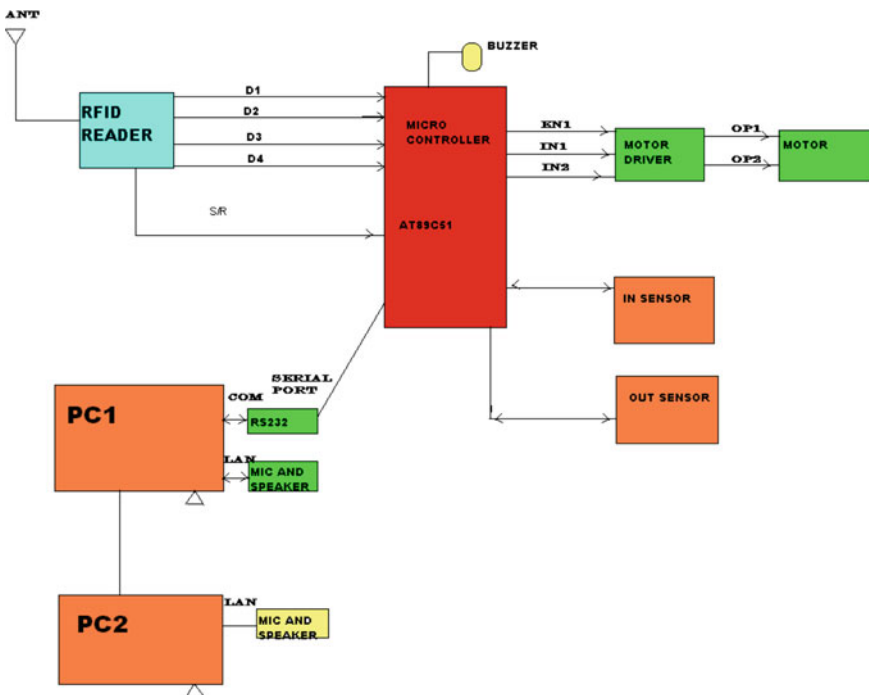 ANT
BUZZER
RFID
READER
D1
D2
D3
D4
S/R
MICRO
CONTROLLER
AT89C51
EN1
IN1
IN2
MOTOR
DRIVER
OP1
OP2
MOTOR
IN SENSOR
OUT SENSOR
SERIAL
PORT
PC1
COM
RS232
LAN
MIC AND
SPEAKER
PC2
LAN
MIC AND
SPEAKER